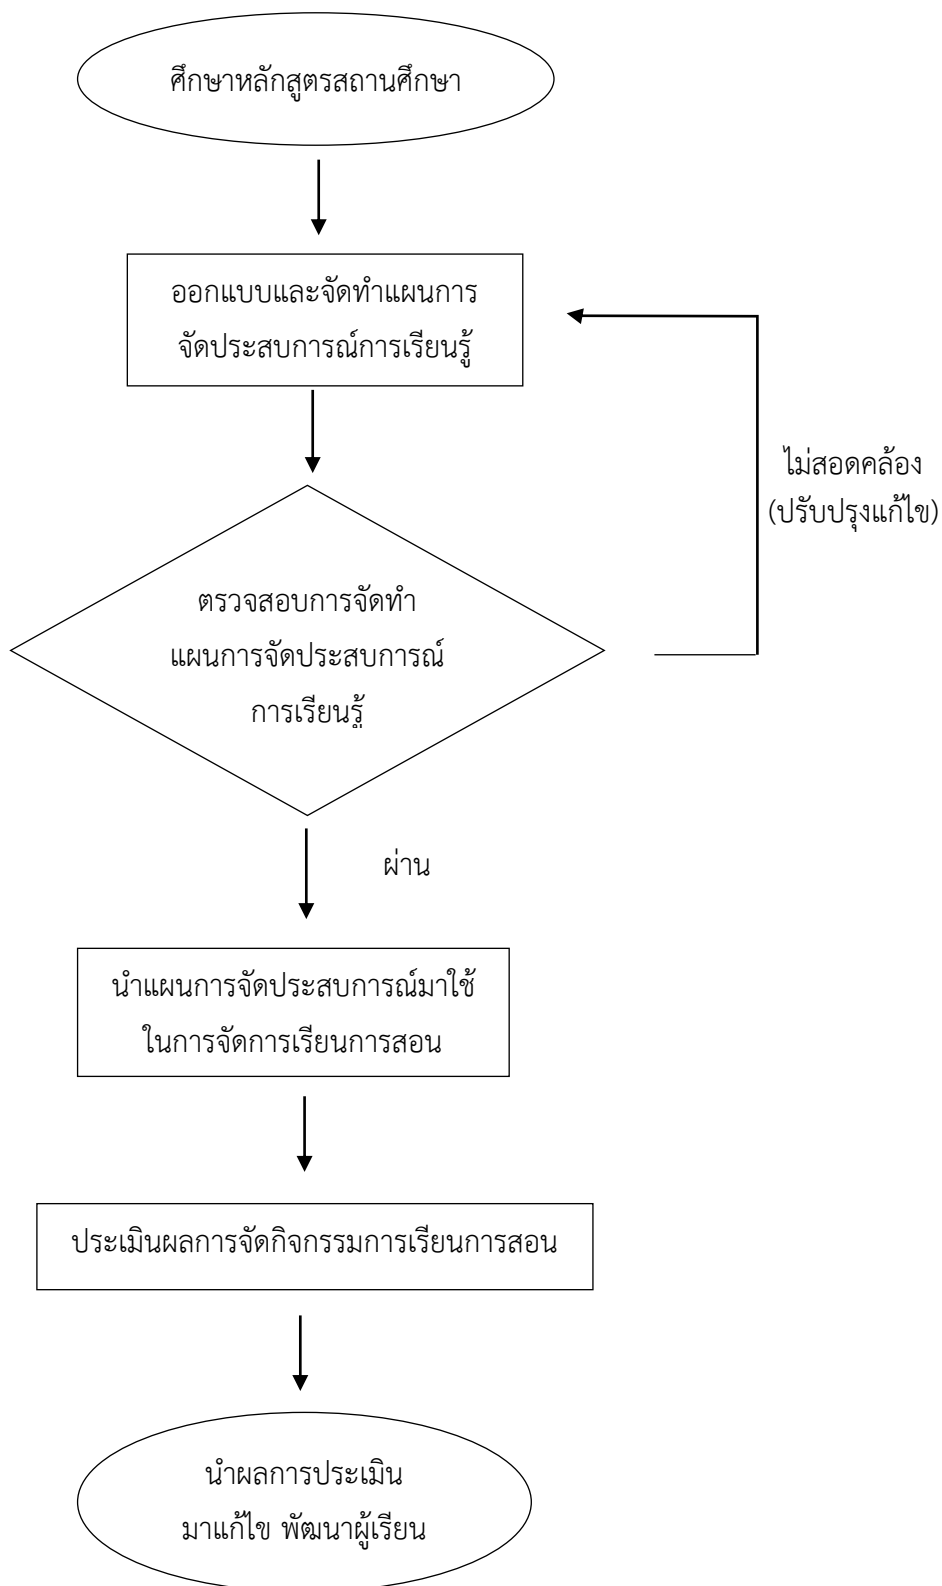 ศึกษาหลักสูตรสถานศึกษา
ออกแบบและจัดทำแผนการ
จัดประสบการณ์การเรียนรู้
ไม่สอดคล้อง
(ปรับปรุงแก้ไข)
ตรวจสอบการจัดทำ
แผนการจัดประสบการณ์
การเรียนรู้
ผ่าน
นำแผนการจัดประสบการณ์มาใช้
ในการจัดการเรียนการสอน
ประเมินผลการจัดกิจกรรมการเรียนการสอน
นำผลการประเมิน
มาแก้ไข พัฒนาผู้เรียน